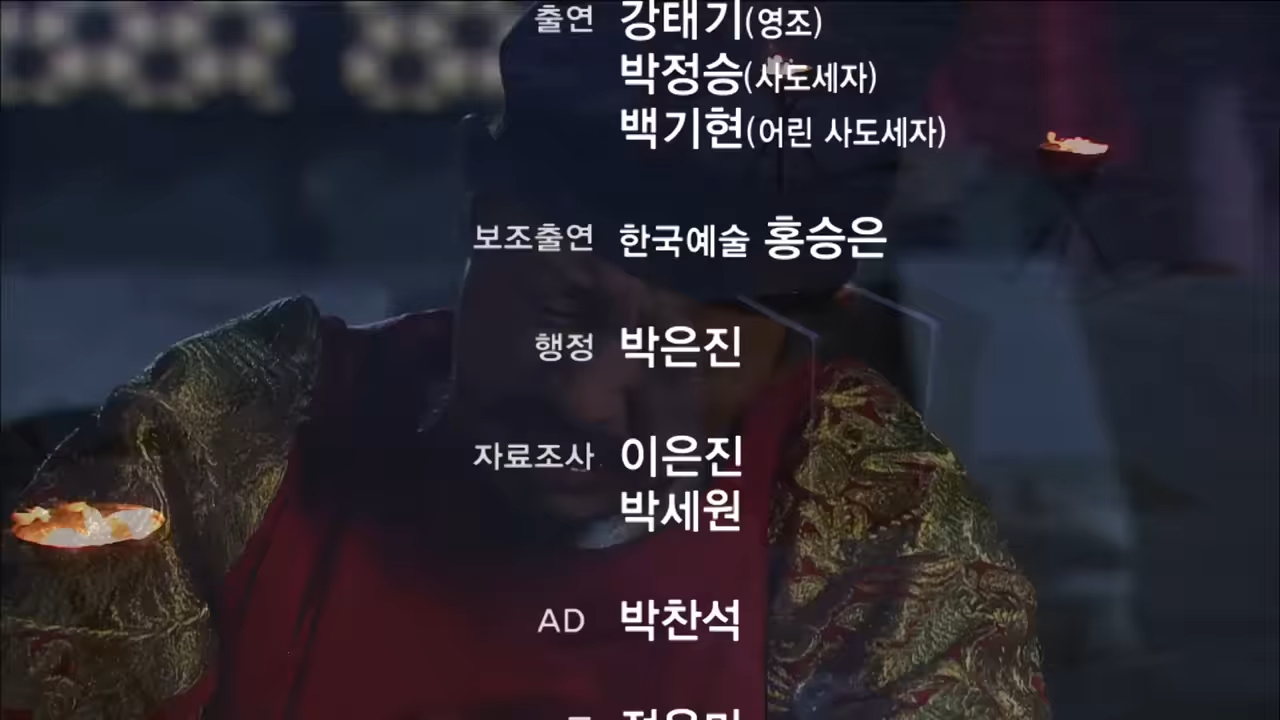 출연 강태기(영조)
박정승(사도세자)
백기현(어린 사도세자)
보조출연 한국예술 홍승은
행정 박은진
자료조사 이은진
박세원
AD 박찬석